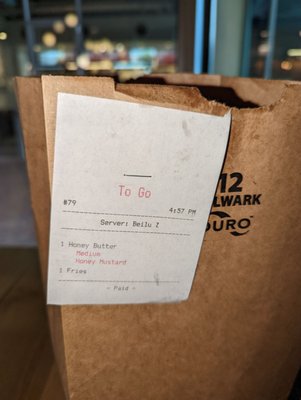 To Go
#79 4:57 PM
Server: Beilu Z
1 Honey Butter
Medium
Honey Mustard
1 Fries
- Paid -
12
LWARK
DURO